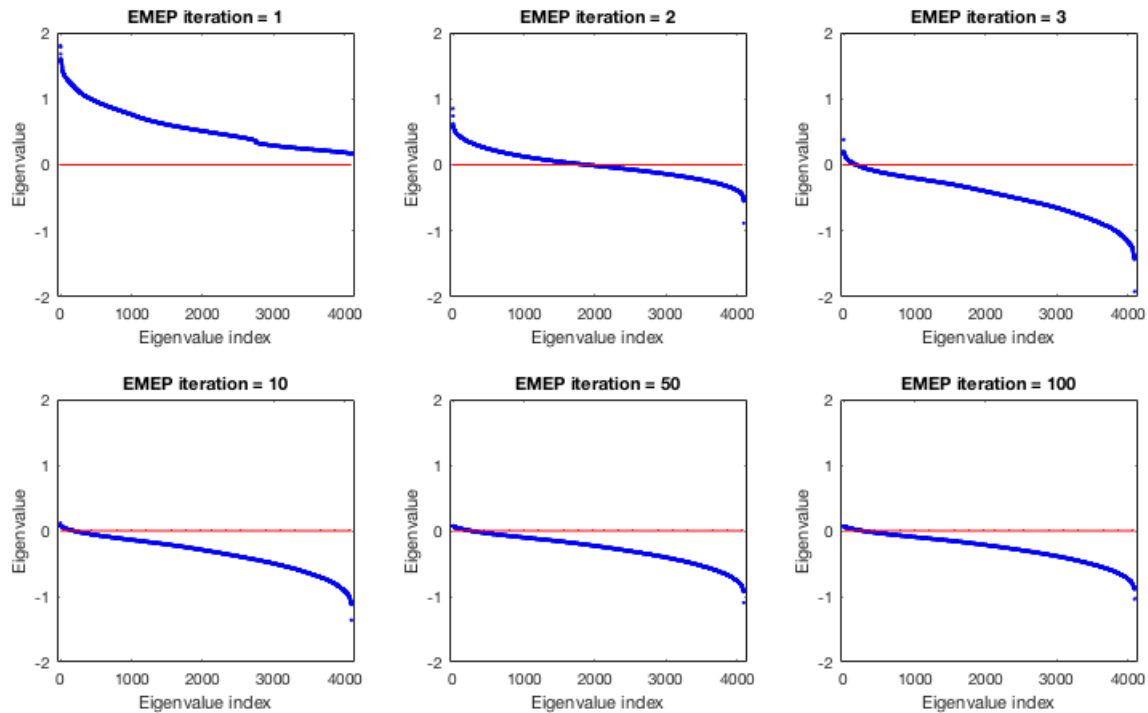 EMEP iteration = 1
EMEP iteration = 2
EMEP iteration = 3
2
1
0
-1
-2
Eigenvalue
0 1000 2000 3000 4000
Eigenvalue index
2
1
0
-1
-2
Eigenvalue
0 1000 2000 3000 4000
Eigenvalue index
2
1
0
-1
-2
Eigenvalue
0 1000 2000 3000 4000
Eigenvalue index
EMEP iteration = 10
EMEP iteration = 50
EMEP iteration = 100
2
1
0
-1
-2
Eigenvalue
0 1000 2000 3000 4000
Eigenvalue index
2
1
0
-1
-2
Eigenvalue
0 1000 2000 3000 4000
Eigenvalue index
2
1
0
-1
-2
Eigenvalue
0 1000 2000 3000 4000
Eigenvalue index